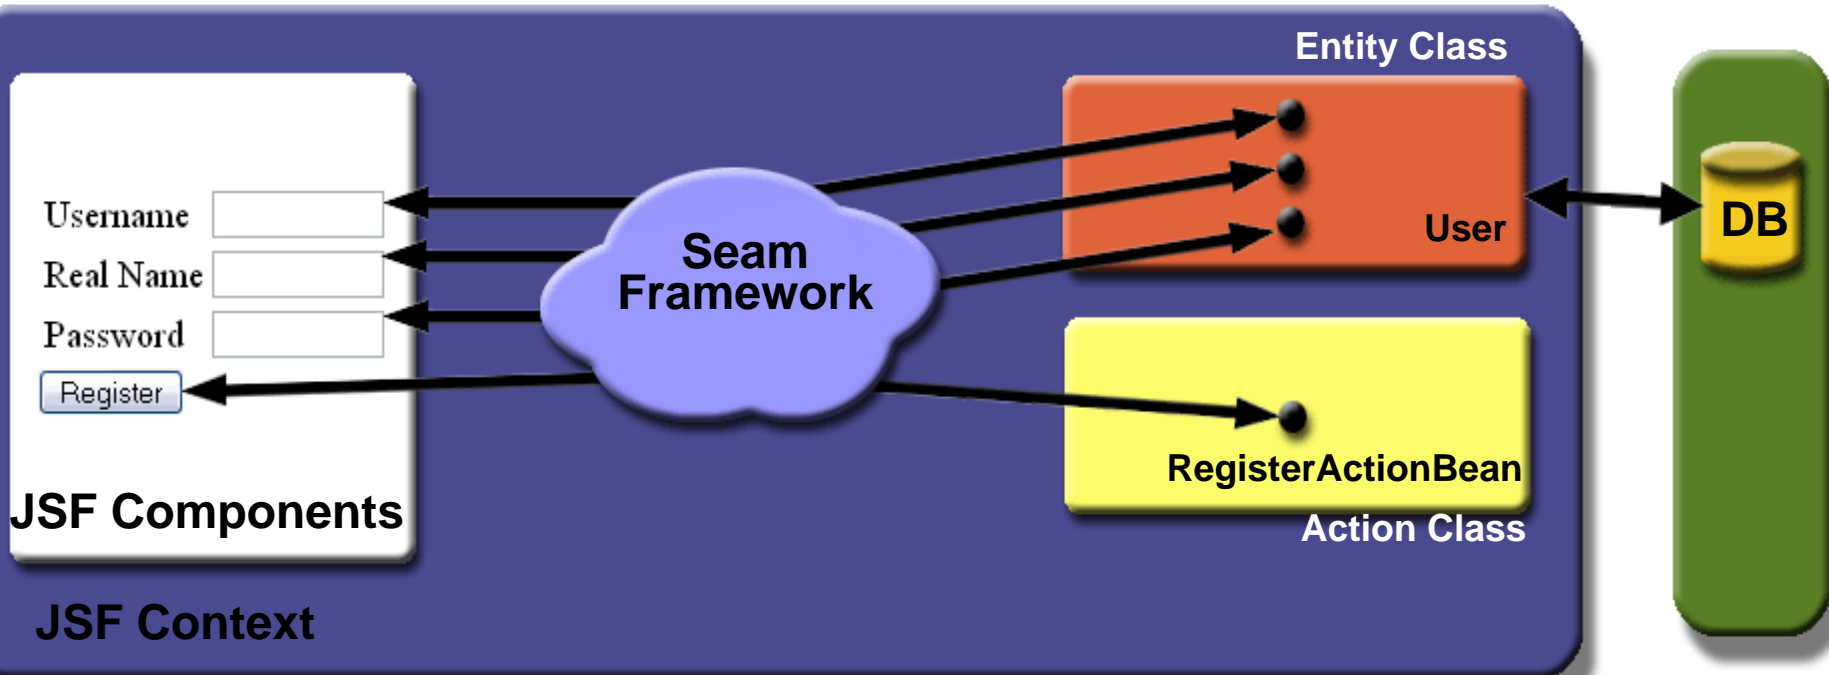 Entity Class
Username
Real Name
Password
Register
JSF Components
JSF Context
Seam
Framework
User
RegisterActionBean
Action Class
DB